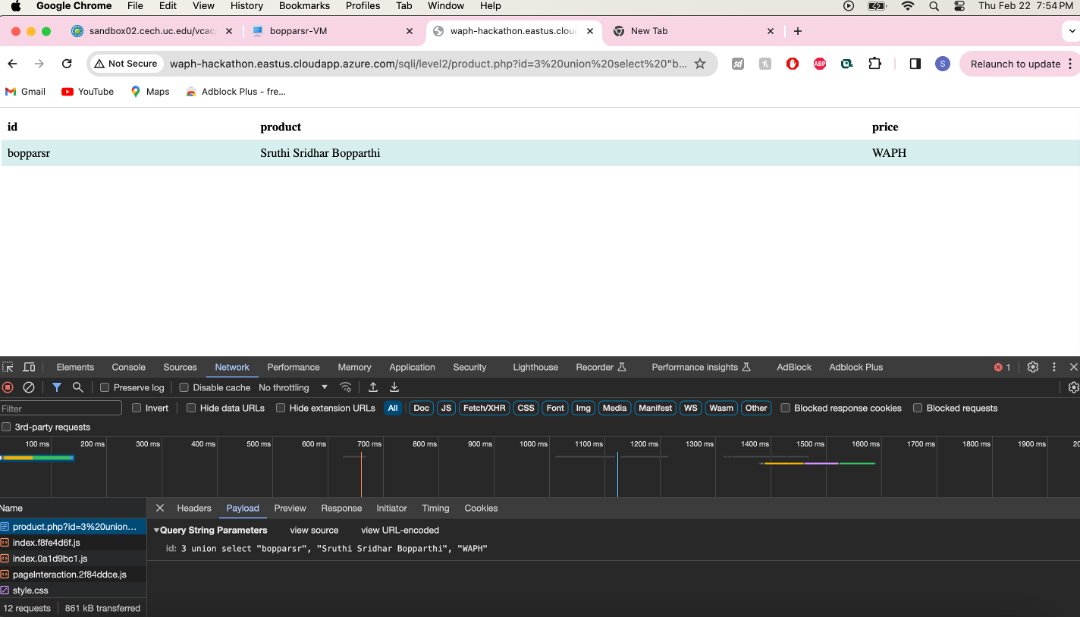 Google Chrome File Edit View History Bookmarks Profiles Tab Window Help Thu Feb 22 7:54 PM
sandbox02.cech.uc.edu/vcac bopparsr-VM waph-hackathon.eastus.clou New Tab
Not Secure waph-hackathon.eastus.cloudapp.azure.com/sqli/level2/product.php?id=3%20union%20select%20"b... S Relaunch to update
Gmail YouTube Maps Adblock Plus - fre...
id product price
bopparsr Sruthi Sridhar Bopparthi WAPH
Elements Console Sources Network Performance Memory Application Security Lighthouse Recorder Performance insights AdBlock Adblock Plus 1
Preserve log Disable cache No throttling
Filter Invert Hide data URLs Hide extension URLs All Doc JS Fetch/XHR CSS Font Img Media Manifest WS Wasm Other Blocked response cookies Blocked requests
3rd-party requests
100 ms 200 ms 300 ms 400 ms 500 ms 600 ms 700 ms 800 ms 900 ms 1000 ms 1100 ms 1200 ms 1300 ms 1400 ms 1500 ms 1600 ms 1700 ms 1800 ms 1900 ms 20
Name Headers Payload Preview Response Initiator Timing Cookies
product.php?id=3%20union... Query String Parameters view source view URL-encoded
index.f8fe4d6f.js id: 3 union select "bopparsr", "Sruthi Sridhar Bopparthi", "WAPH"
index.0a1d9bc1.js
pageInteraction.2f84ddce.js
style.css
12 requests 861 kB transferred